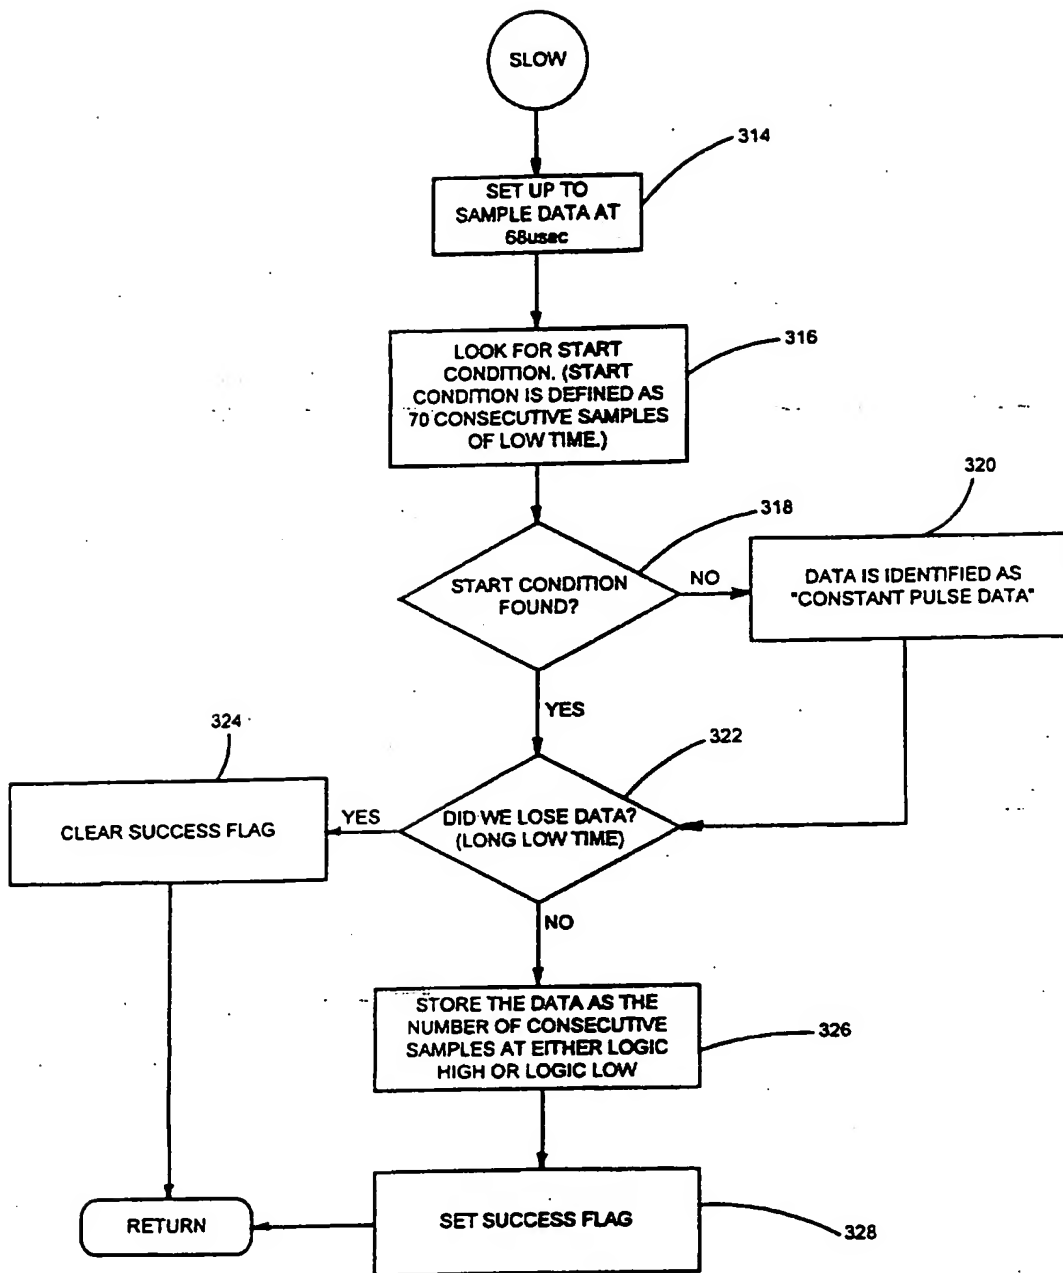 SLOW
314
SET UP TO
SAMPLE DATA AT
68usec
316
LOOK FOR START
CONDITION. (START
CONDITION IS DEFINED AS
70 CONSECUTIVE SAMPLES
OF LOW TIME.)
318
START CONDITION
FOUND?
NO
320
DATA IS IDENTIFIED AS
"CONSTANT PULSE DATA"
YES
322
DID WE LOSE DATA?
(LONG LOW TIME)
YES
324
CLEAR SUCCESS FLAG
NO
STORE THE DATA AS THE
NUMBER OF CONSECUTIVE
SAMPLES AT EITHER LOGIC
HIGH OR LOGIC LOW
326
SET SUCCESS FLAG
328
RETURN